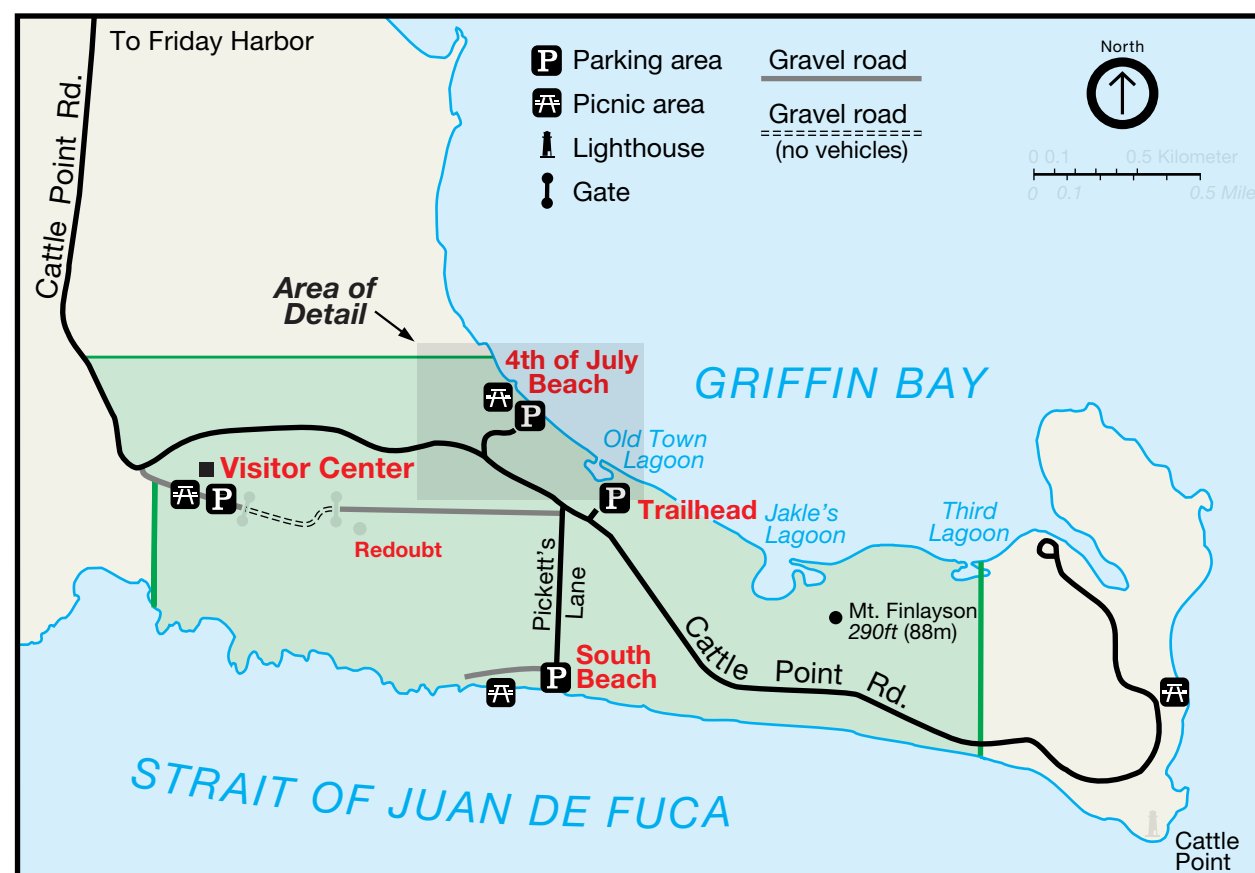 To Friday Harbor
Cattle Point Rd.
P Parking area
Picnic area
Lighthouse
Gate
Gravel road
Gravel road
(no vehicles)
North
0 0.1 0.5 Kilometer
0 0.1 0.5 Mile
Area of
Detail
4th of July
Beach
P
GRIFFIN BAY
Old Town
Lagoon
Visitor Center
P
P
Trailhead
Jakle's
Lagoon
Third
Lagoon
Redoubt
Pickett's
Lane
Mt. Finlayson
290ft (88m)
South
Beach
P
Cattle Point Rd.
STRAIT OF JUAN DE FUCA
Cattle
Point